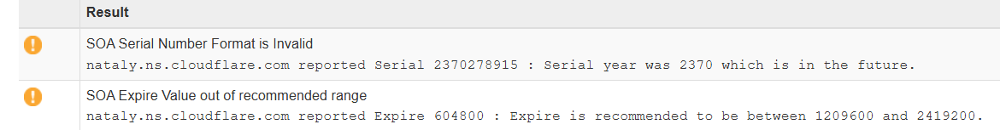 Result
SOA Serial Number Format is Invalid
nataly.ns.cloudflare.com reported Serial 2370278915 : Serial year was 2370 which is in the future.
SOA Expire Value out of recommended range
nataly.ns.cloudflare.com reported Expire 604800 : Expire is recommended to be between 1209600 and 2419200.